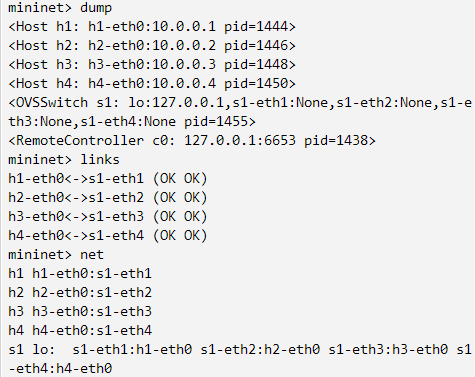 mininet> dump
<Host h1: h1-eth0:10.0.0.1 pid=1444>
<Host h2: h2-eth0:10.0.0.2 pid=1446>
<Host h3: h3-eth0:10.0.0.3 pid=1448>
<Host h4: h4-eth0:10.0.0.4 pid=1450>
<OVSSwitch s1: lo:127.0.0.1,s1-eth1:None,s1-eth2:None,s1-e
th3:None,s1-eth4:None pid=1455>
<RemoteController c0: 127.0.0.1:6653 pid=1438>
mininet> links
h1-eth0<->s1-eth1 (OK OK)
h2-eth0<->s1-eth2 (OK OK)
h3-eth0<->s1-eth3 (OK OK)
h4-eth0<->s1-eth4 (OK OK)
mininet> net
h1 h1-eth0:s1-eth1
h2 h2-eth0:s1-eth2
h3 h3-eth0:s1-eth3
h4 h4-eth0:s1-eth4
s1 lo:  s1-eth1:h1-eth0 s1-eth2:h2-eth0 s1-eth3:h3-eth0 s1
-eth4:h4-eth0